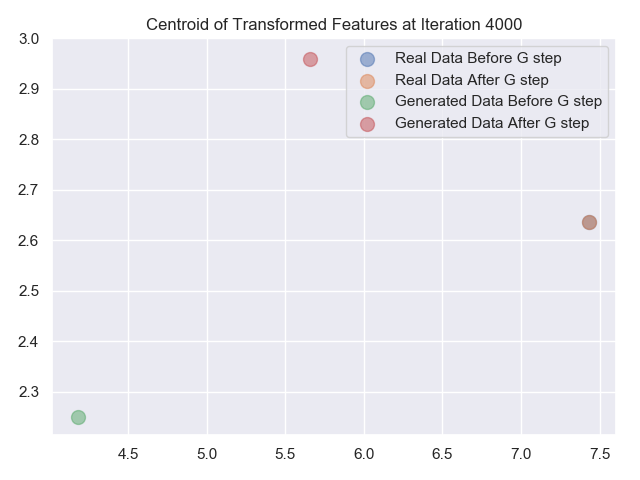 Centroid of Transformed Features at Iteration 4000
3.0
2.9
2.8
2.7
2.6
2.5
2.4
2.3
Real Data Before G step
Real Data After G step
Generated Data Before G step
Generated Data After G step
4.5 5.0 5.5 6.0 6.5 7.0 7.5